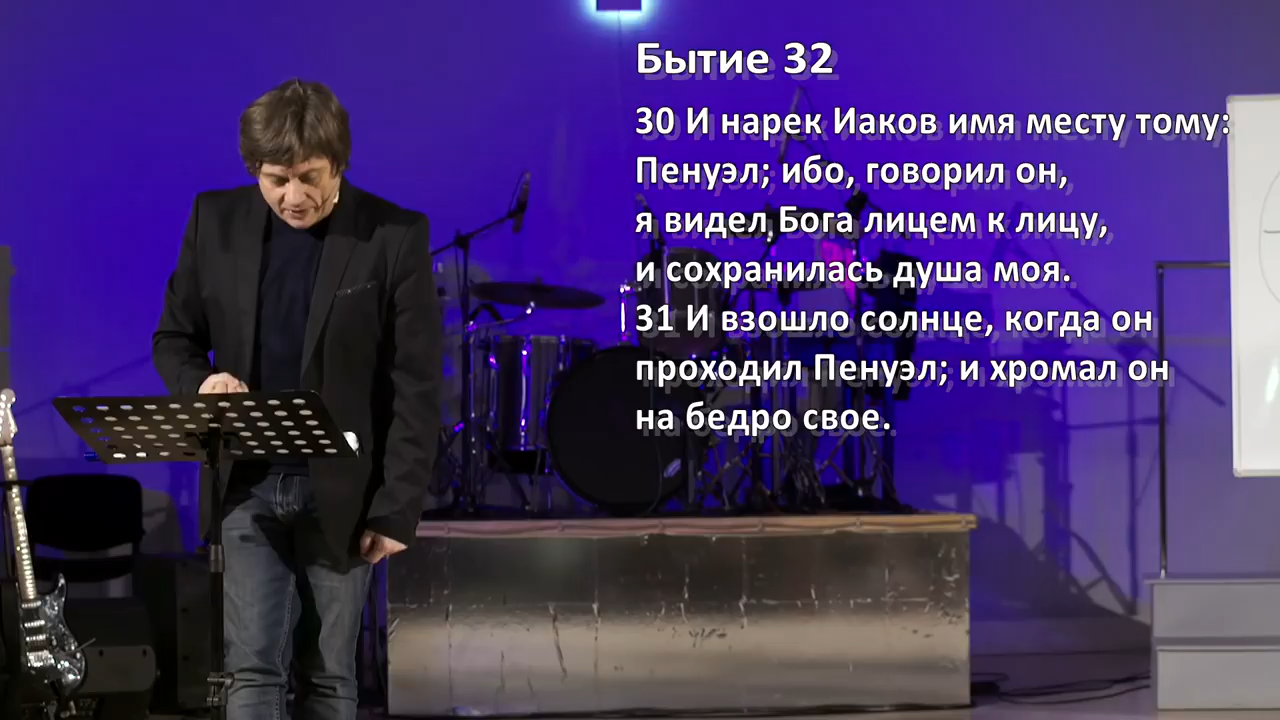 Бытие 32
30 И нарек Иаков имя месту тому:
Пенуэл; ибо, говорил он,
я видел Бога лицем к лицу,
и сохранилась душа моя.
31 И взошло солнце, когда он
проходил Пенуэл; и хромал он
на бедро свое.